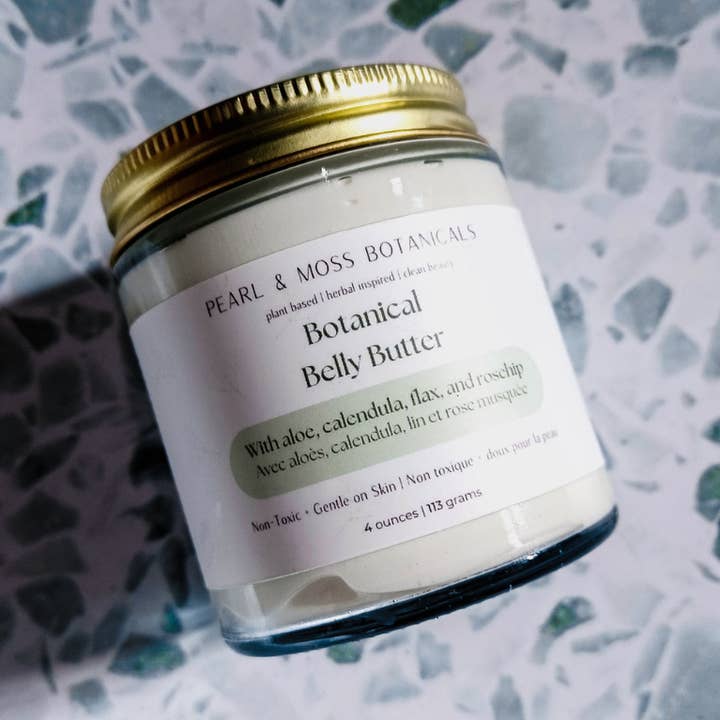 PEARL & MOSS BOTANICALS
plant based | herbal inspired | clean beauty
Botanical
Belly Butter
With aloe, calendula, flax, and rosehip
Avec aloès, calendula, lin et rose musquée
Non-Toxic • Gentle on Skin | Non toxique • doux pour la peau
4 ounces | 113 grams